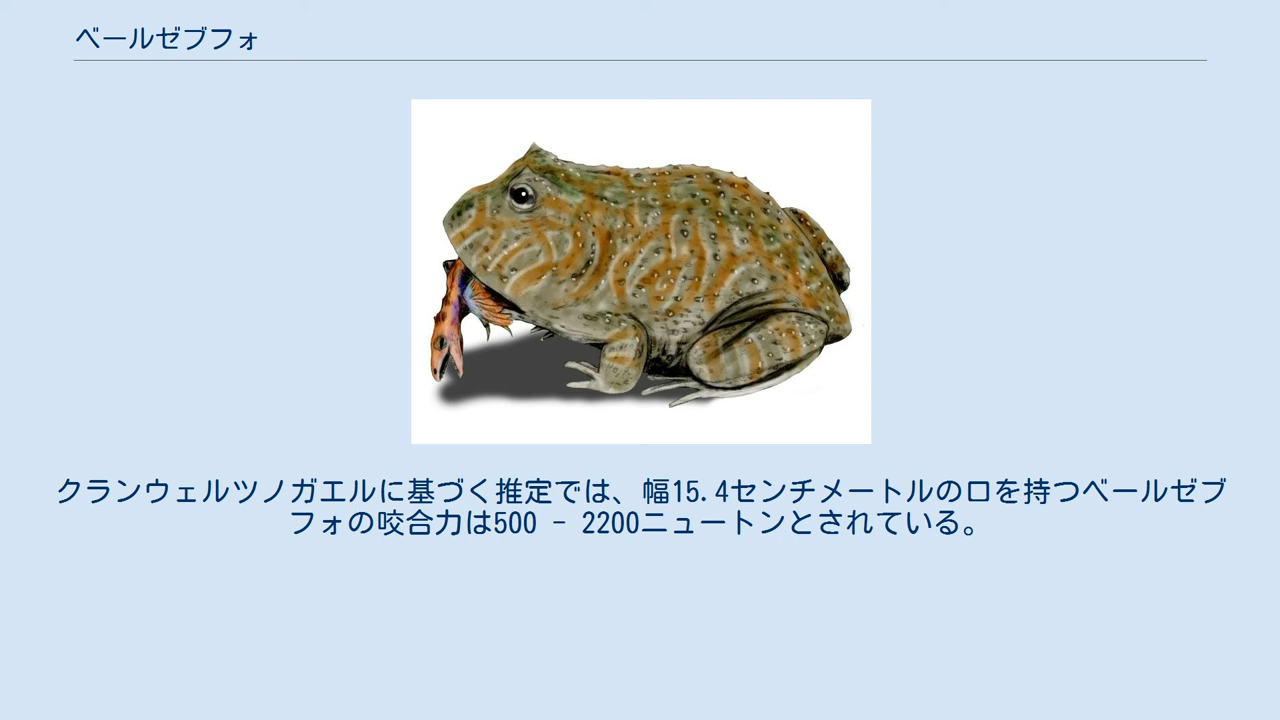 ベールゼブフォ
クランウェルツノガエルに基づく推定では、幅15.4センチメートルの口を持つベールゼブ
フォの咬合力は500 - 2200ニュートンとされている。